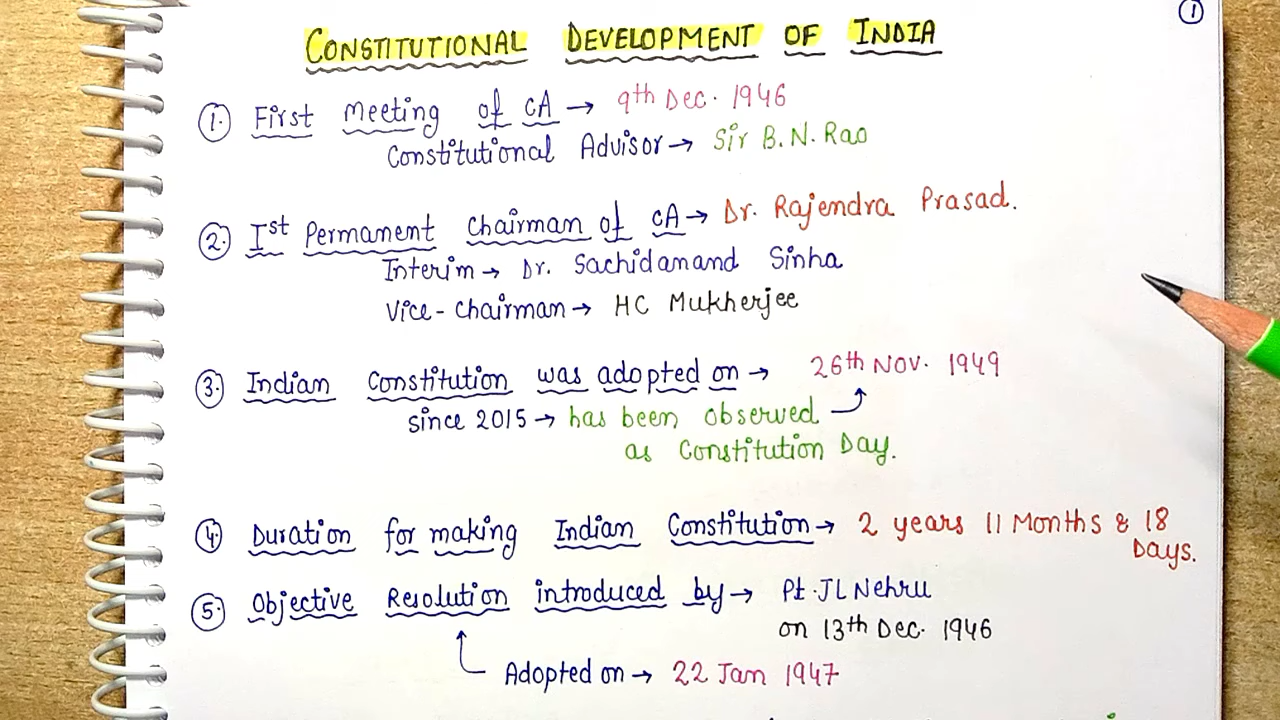 1
CONSTITUTIONAL DEVELOPMENT OF INDIA
1. First Meeting of CA → 9th Dec. 1946
Constitutional Advisor → Sir B.N. Rao
2. Ist Permanent Chairman of CA → Dr. Rajendra Prasad.
Interim → Dr. Sachidanand Sinha
Vice-Chairman → HC Mukherjee
3. Indian Constitution was adopted on → 26th Nov. 1949
since 2015 → has been observed
as Constitution Day.
4. Duration for making Indian Constitution → 2 years 11 Months & 18
Days.
5. Objective Resolution introduced by → Pt. JL Nehru
on 13th Dec. 1946
Adopted on → 22 Jan 1947